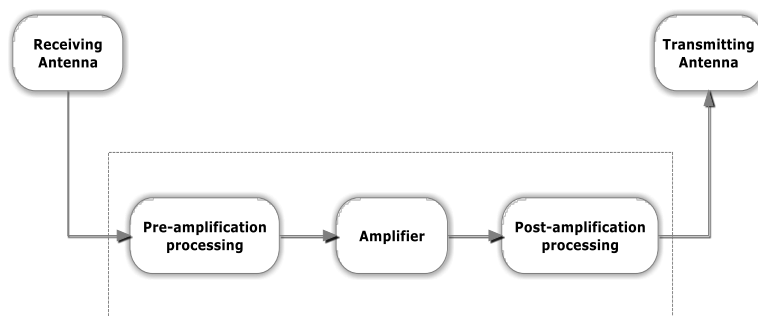 Receiving
Antenna
Transmitting
Antenna
Pre-amplification
processing
Amplifier
Post-amplification
processing